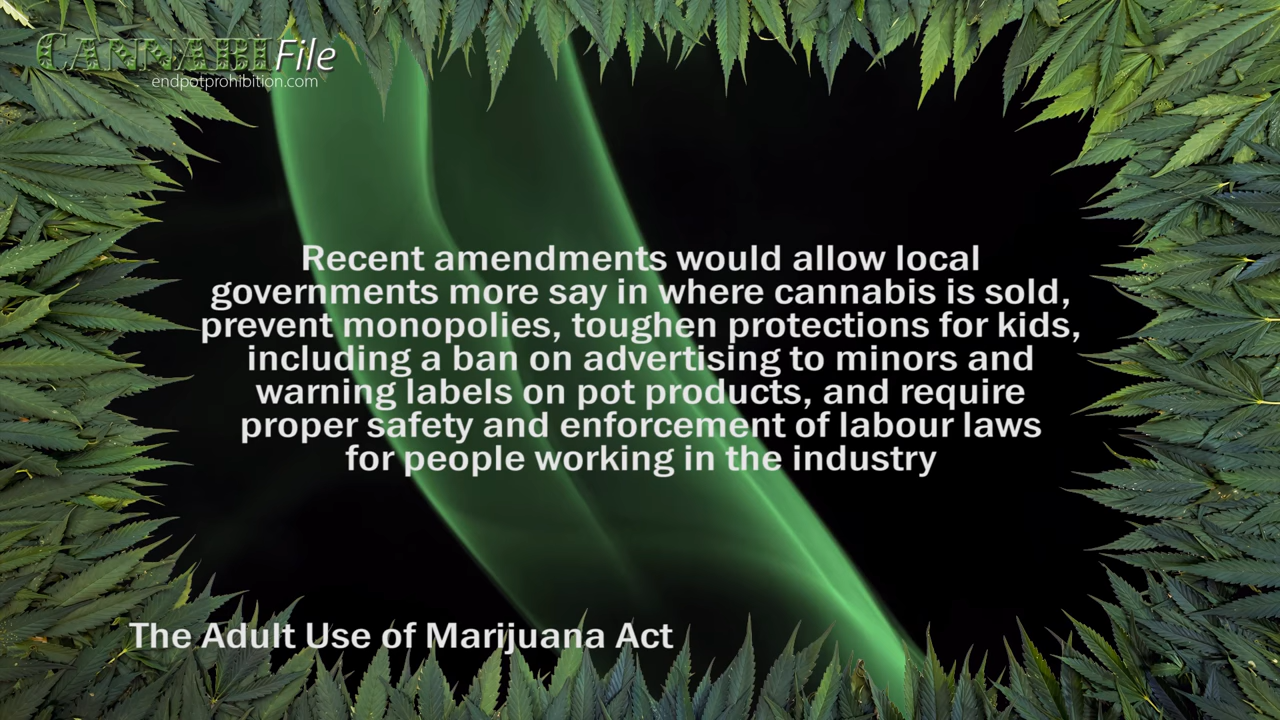 CANNABIFile
endpotprohibition.com
Recent amendments would allow local
governments more say in where cannabis is sold,
prevent monopolies, toughen protections for kids,
including a ban on advertising to minors and
warning labels on pot products, and require
proper safety and enforcement of labour laws
for people working in the industry
The Adult Use of Marijuana Act